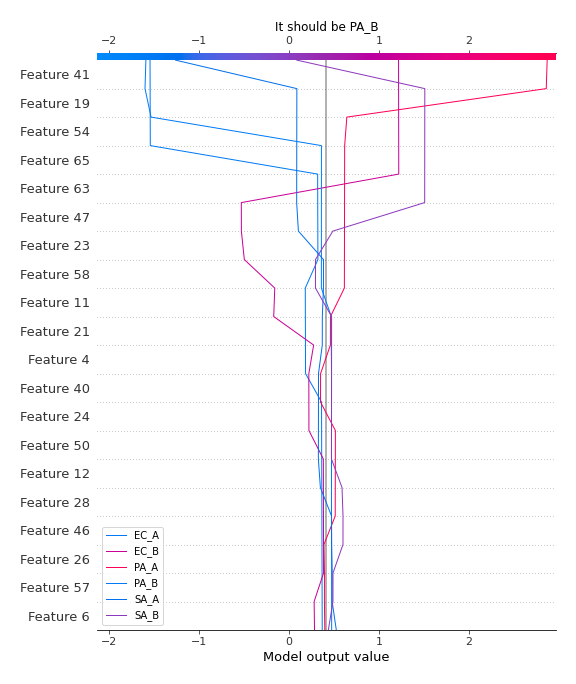 It should be PA_B
−2 −1 0 1 2
Feature 41
Feature 19
Feature 54
Feature 65
Feature 63
Feature 47
Feature 23
Feature 58
Feature 11
Feature 21
Feature 4
Feature 40
Feature 24
Feature 50
Feature 12
Feature 28
Feature 46
Feature 26
Feature 57
Feature 6
EC_A
EC_B
PA_A
PA_B
SA_A
SA_B
−2 −1 0 1 2
Model output value